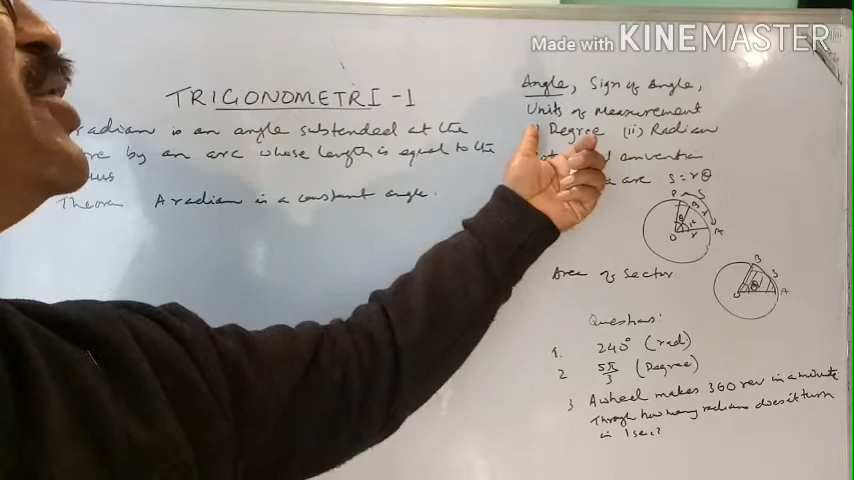 Made with KINEMASTER
TRIGONOMETRI-1
radian is an angle subtended at the
by an arc whose length is equal to the
Theorem A radian is a constant angle.
Angle, Sign of Angle,
Units of Measurement
Degree (ii) Radian
arc S=rθ
P S
B r
θ
O r A
Area of Sector
B
S
θ
O A
Questions:
1. 240° (rad)
2 5π/3 (Degree)
3 A wheel makes 360 rev in a minute
Through how many radians does it turn
in 1 sec?